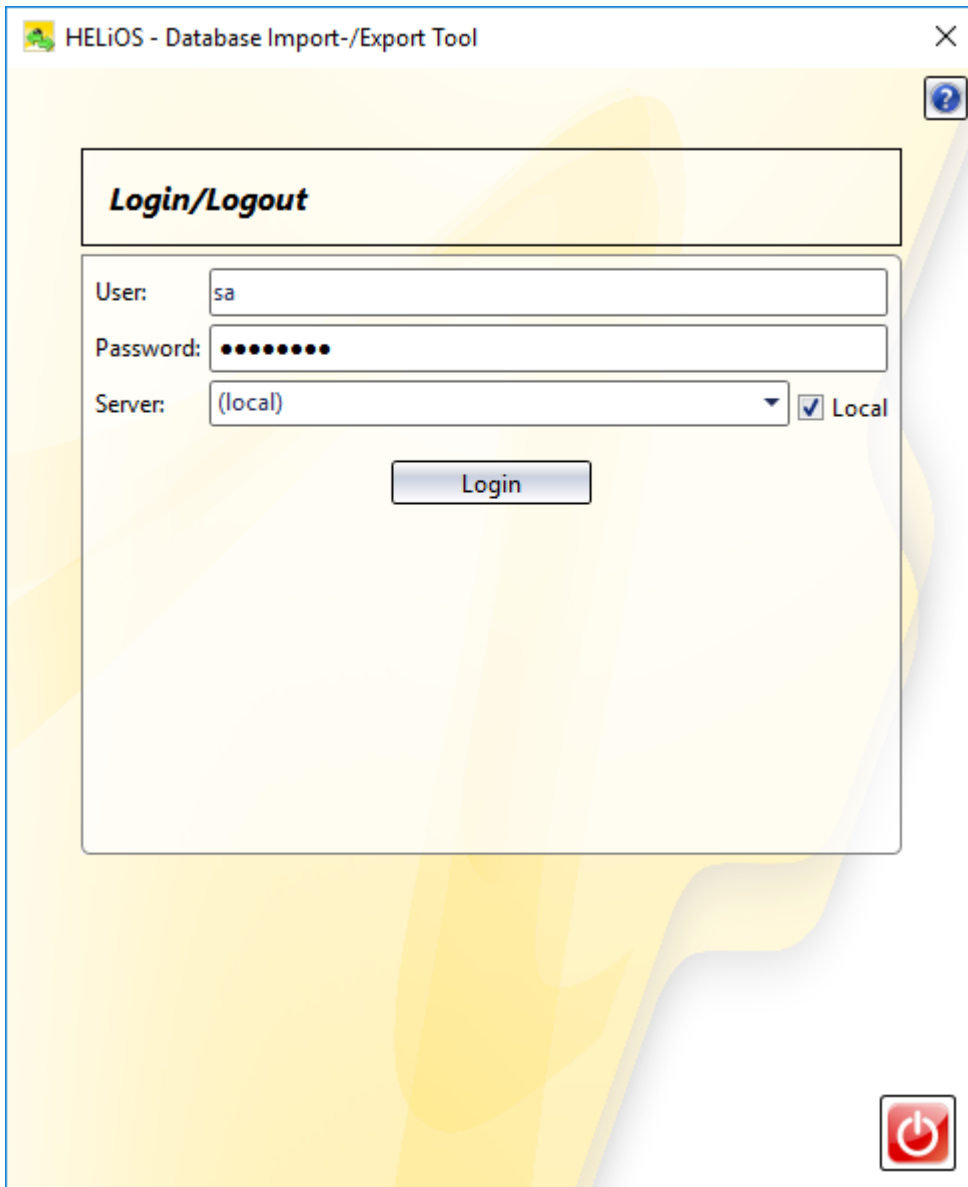 HELiOS - Database Import-/Export Tool
?
Login/Logout
User: sa
Password: ••••••••
Server: (local) Local
Login